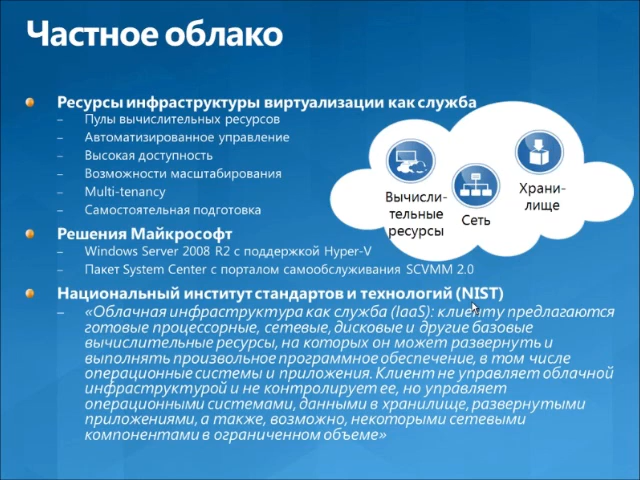 Частное облако
Ресурсы инфраструктуры виртуализации как служба
– Пулы вычислительных ресурсов
– Автоматизированное управление
– Высокая доступность
– Возможности масштабирования
– Multi-tenancy
– Самостоятельная подготовка
Вычисли-
тельные
ресурсы
Сеть
Храни-
лище
Решения Майкрософт
– Windows Server 2008 R2 с поддержкой Hyper-V
– Пакет System Center с порталом самообслуживания SCVMM 2.0
Национальный институт стандартов и технологий (NIST)
– «Облачная инфраструктура как служба (IaaS): клиенту предлагаются
готовые процессорные, сетевые, дисковые и другие базовые
вычислительные ресурсы, на которых он может развернуть и
выполнять произвольное программное обеспечение, в том числе
операционные системы и приложения. Клиент не управляет облачной
инфраструктурой и не контролирует ее, но управляет
операционными системами, данными в хранилище, развернутыми
приложениями, а также, возможно, некоторыми сетевыми
компонентами в ограниченном объеме»